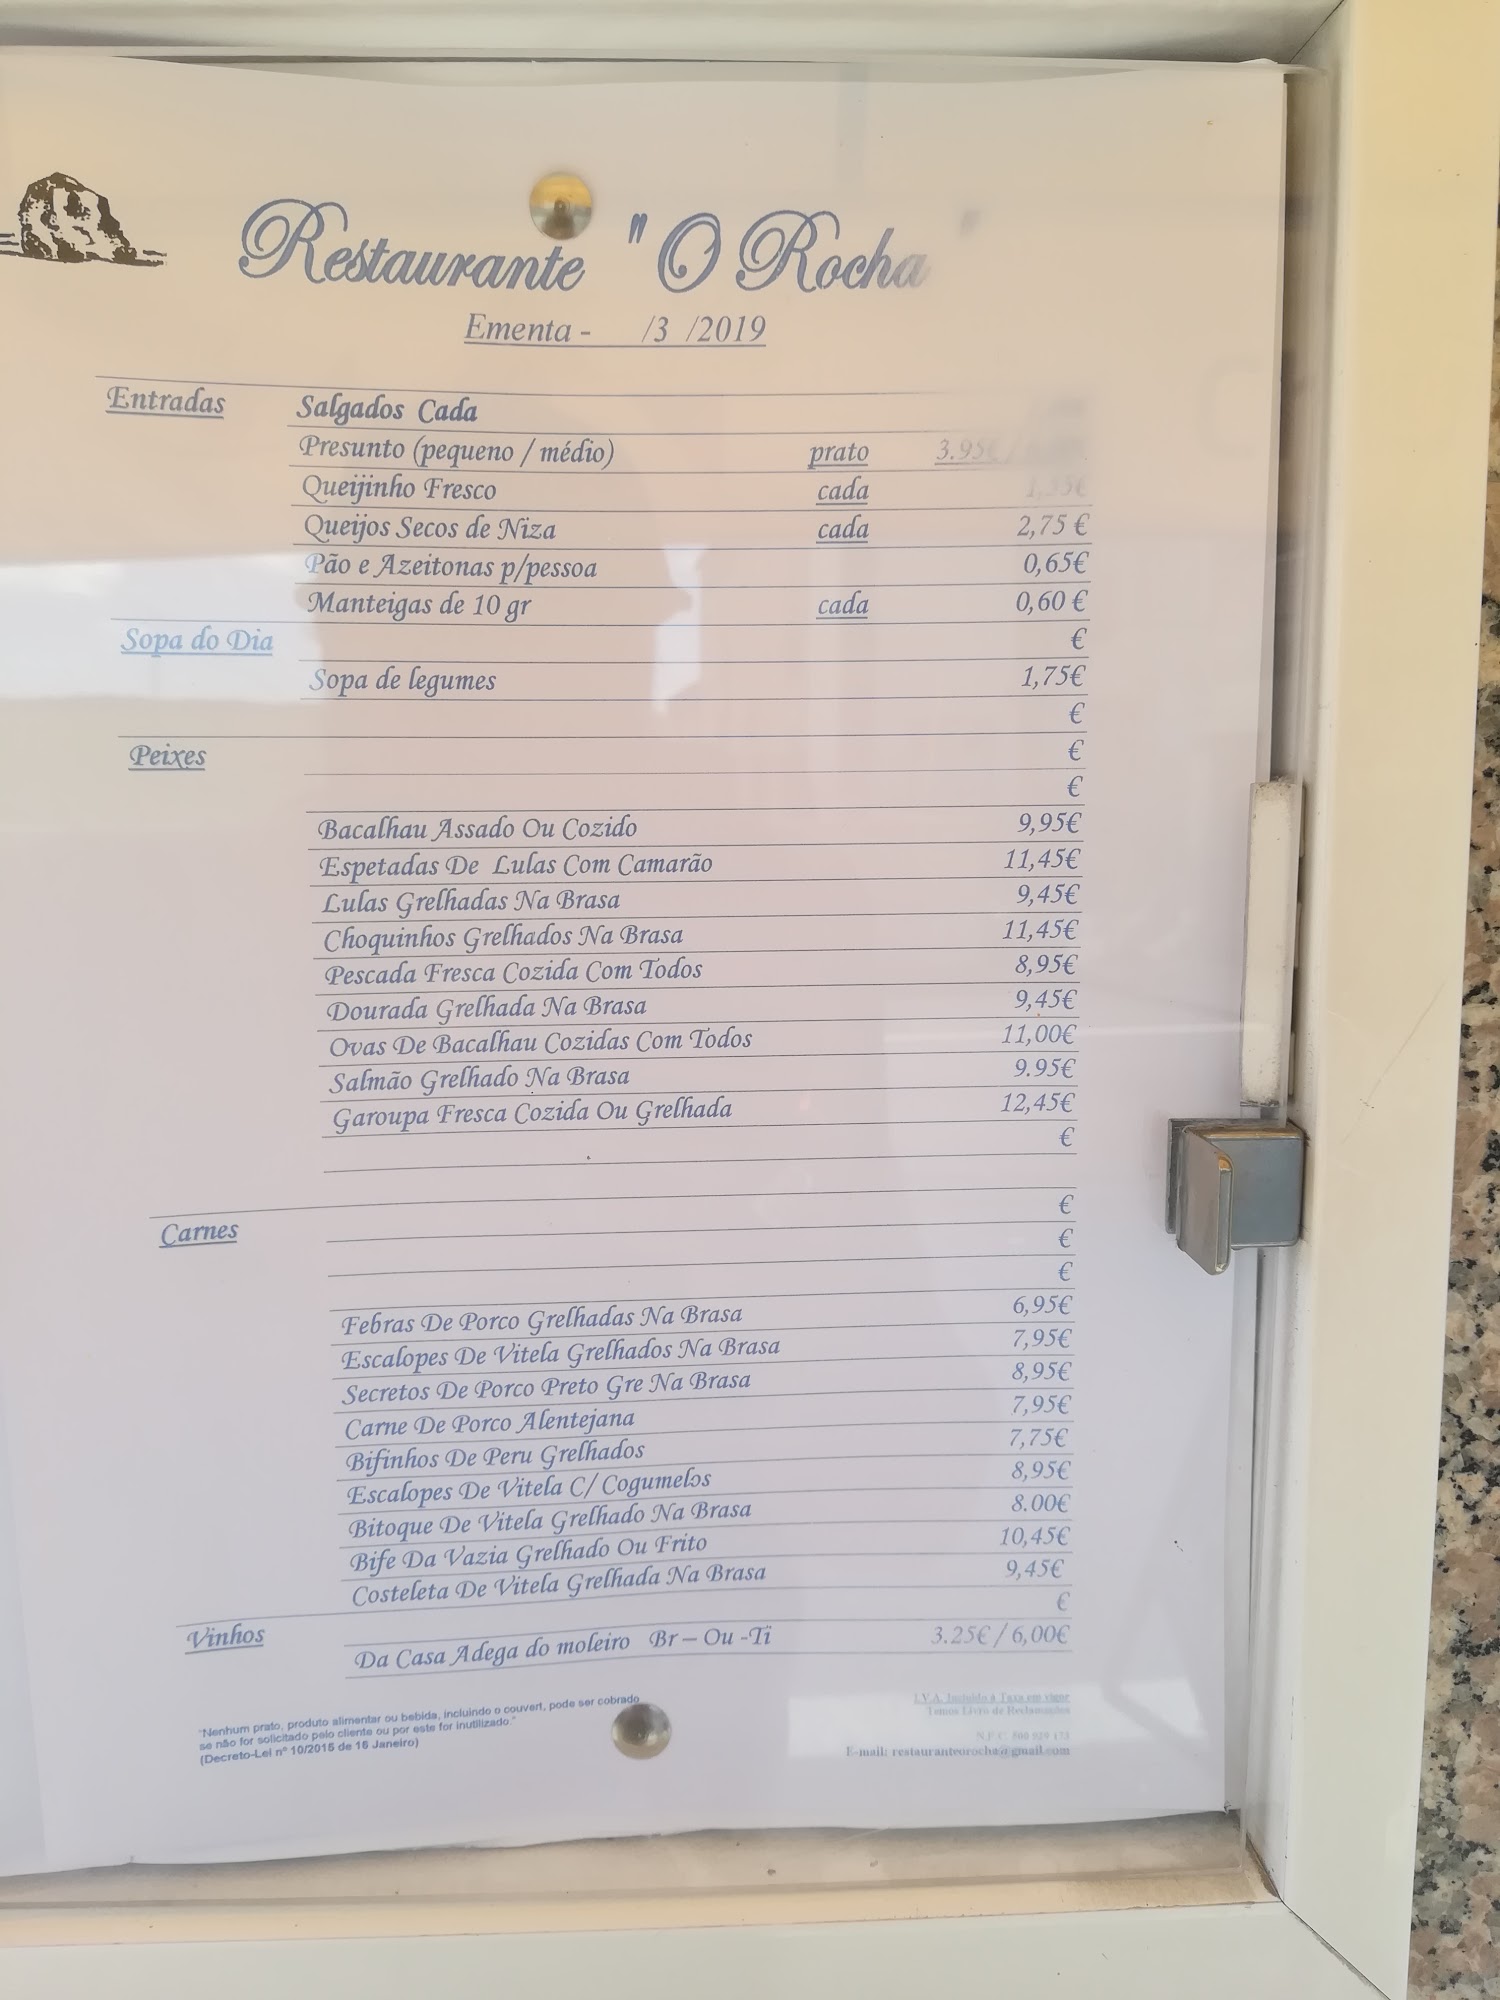 Restaurante "O Rocha"
Ementa - /3 /2019
Entradas Salgados Cada
Presunto (pequeno / médio) prato 3.95€ /
Queijinho Fresco cada
Queijos Secos de Niza cada 2,75 €
Pão e Azeitonas p/pessoa 0,65€
Manteigas de 10 gr cada 0,60 €
Sopa do Dia €
Sopa de legumes 1,75€
€
Peixes €
€
Bacalhau Assado Ou Cozido 9,95€
Espetadas De Lulas Com Camarão 11,45€
Lulas Grelhadas Na Brasa 9,45€
Choquinhos Grelhados Na Brasa 11,45€
Pescada Fresca Cozida Com Todos 8,95€
Dourada Grelhada Na Brasa 9,45€
Ovas De Bacalhau Cozidas Com Todos 11,00€
Salmão Grelhado Na Brasa 9.95€
Garoupa Fresca Cozida Ou Grelhada 12,45€
€
€
Carnes €
€
Febras De Porco Grelhadas Na Brasa 6,95€
Escalopes De Vitela Grelhados Na Brasa 7,95€
Secretos De Porco Preto Gre Na Brasa 8,95€
Carne De Porco Alentejana 7,95€
Bifinhos De Peru Grelhados 7,75€
Escalopes De Vitela C/ Cogumelos 8,95€
Bitoque De Vitela Grelhado Na Brasa 8.00€
Bife Da Vazia Grelhado Ou Frito 10,45€
Costeleta De Vitela Grelhada Na Brasa 9,45€
€
Vinhos Da Casa Adega do moleiro Br – Ou -Ti 3.25€ / 6,00€
"Nenhum prato, produto alimentar ou bebida, incluindo o couvert, pode ser cobrado
se não for solicitado pelo cliente ou por este for inutilizado."
(Decreto-Lei nº 10/2015 de 16 Janeiro)
I.V.A. Incluído à Taxa em vigor
Temos Livro de Reclamações
N.F.C.
E-mail: restauranteorocha@gmail.com